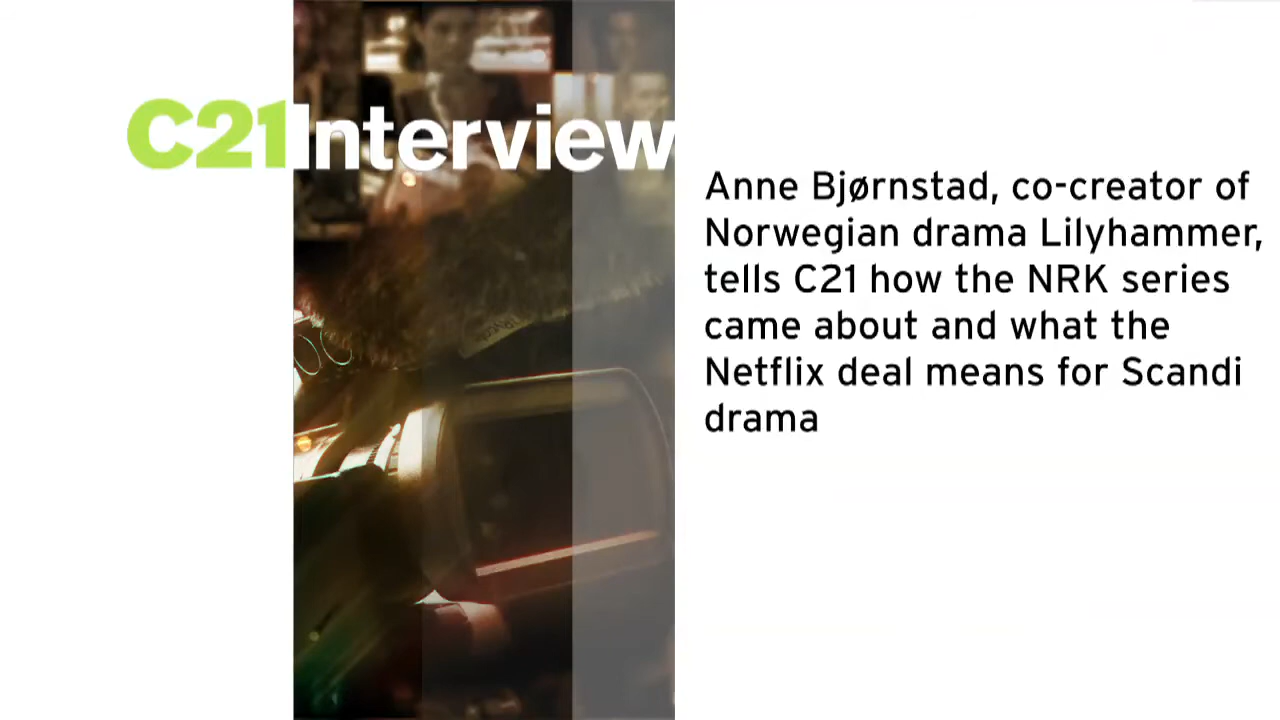 C21Interview
Anne Bjørnstad, co-creator of
Norwegian drama Lilyhammer,
tells C21 how the NRK series
came about and what the
Netflix deal means for Scandi
drama